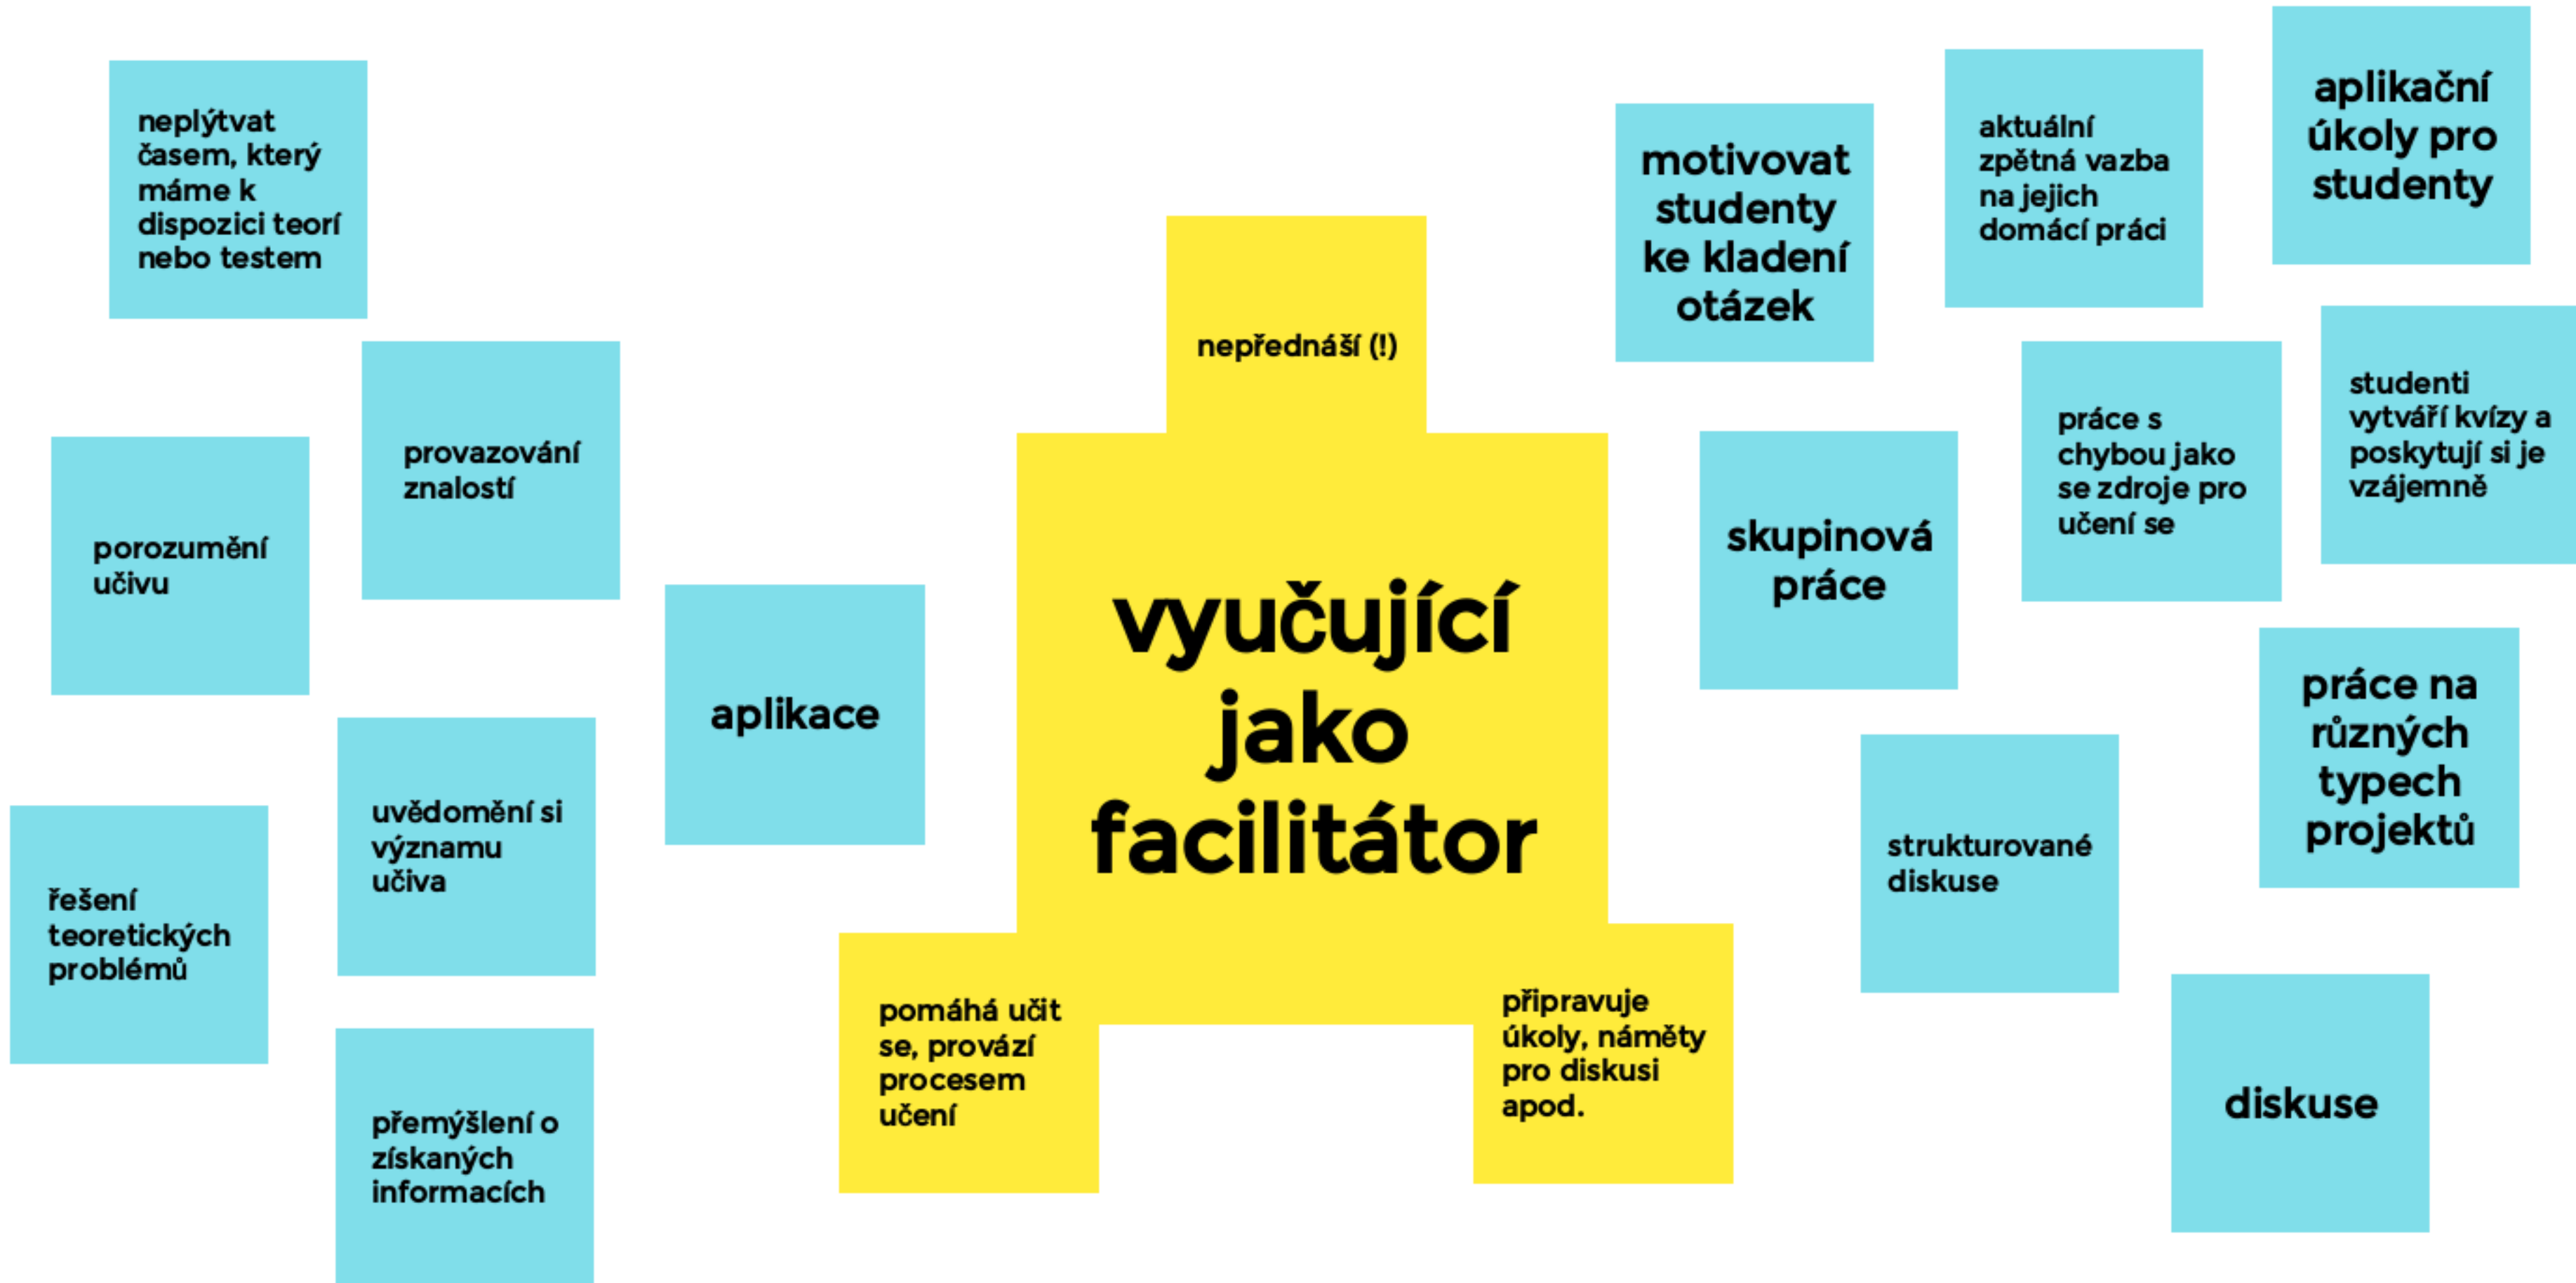 neplýtvat
časem, který
máme k
dispozici teorí
nebo testem
provazování
znalostí
porozumění
učivu
aplikace
uvědomění si
významu
učiva
řešení
teoretických
problémů
přemýšlení o
získaných
informacích
nepřednáší (!)
vyučující
jako
facilitátor
pomáhá učit
se, provází
procesem
učení
připravuje
úkoly, náměty
pro diskusi
apod.
motivovat
studenty
ke kladení
otázek
aktuální
zpětná vazba
na jejich
domácí práci
aplikační
úkoly pro
studenty
skupinová
práce
práce s
chybou jako
se zdroje pro
učení se
studenti
vytváří kvízy a
poskytují si je
vzájemně
strukturované
diskuse
práce na
různých
typech
projektů
diskuse